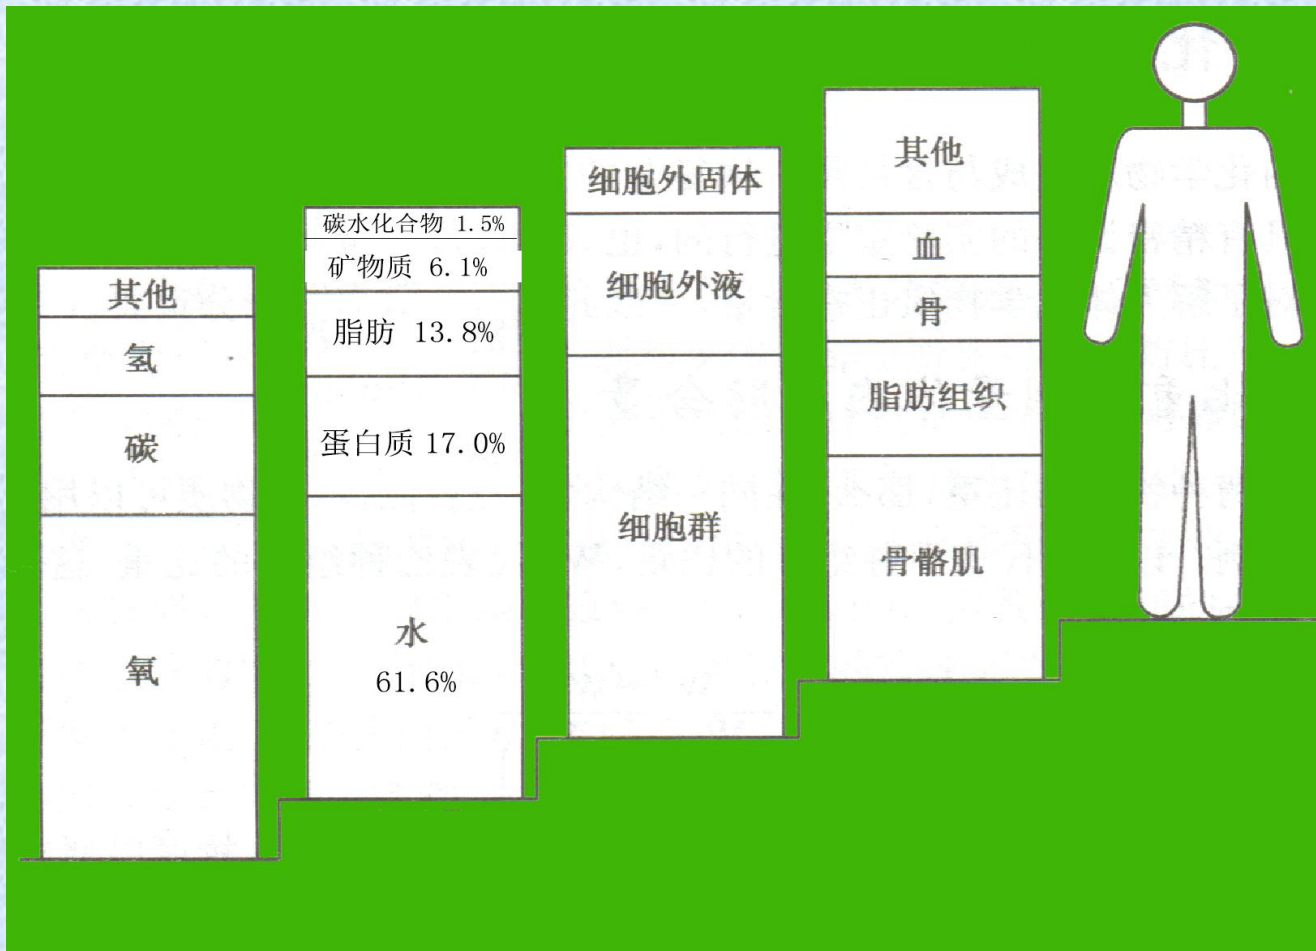 其他
氢
碳
氧
碳水化合物 1.5%
矿物质 6.1%
脂肪 13.8%
蛋白质 17.0%
水
61.6%
细胞外固体
细胞外液
细胞群
其他
血
骨
脂肪组织
骨骼肌